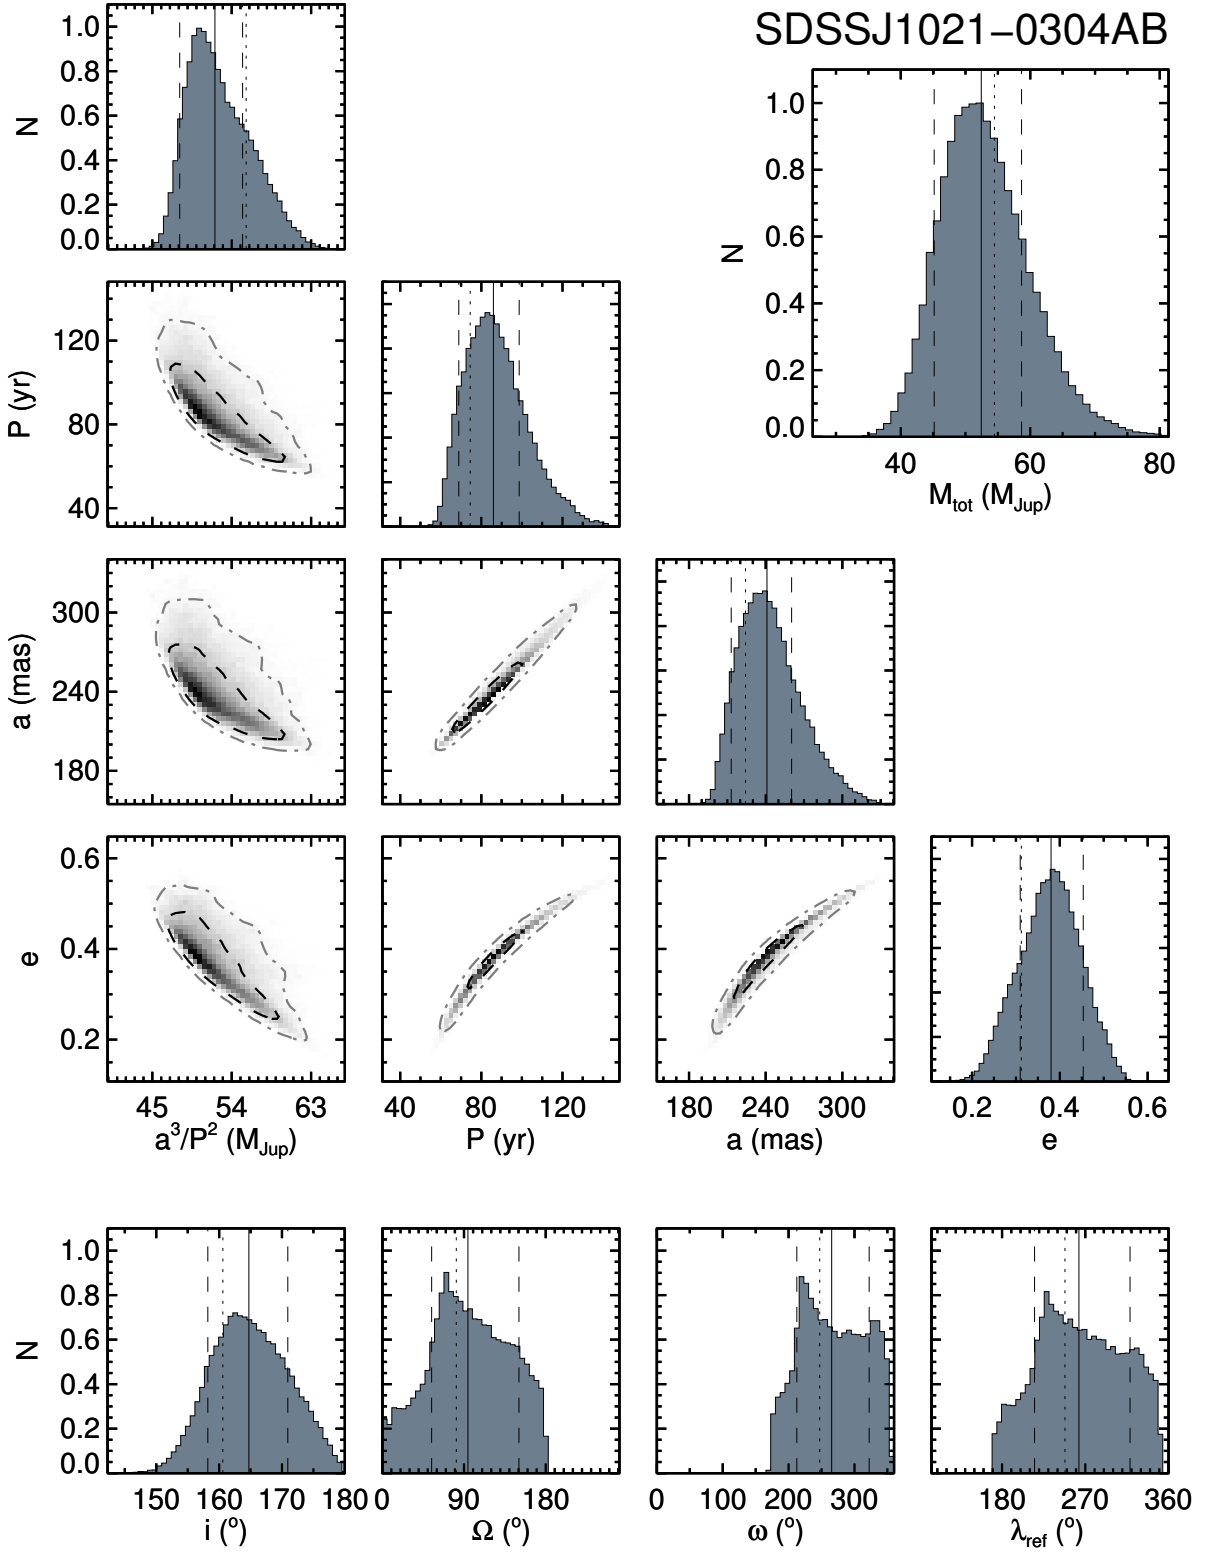 SDSSJ1021−0304AB
1.0
0.8
0.6
0.4
0.2
0.0
N
1.0
0.8
0.6
0.4
0.2
0.0
N
40 60 80
M_tot (M_Jup)
120
80
40
P (yr)
300
240
180
a (mas)
0.6
0.4
0.2
e
45 54 63
a³/P² (M_Jup)
40 80 120
P (yr)
180 240 300
a (mas)
0.2 0.4 0.6
e
1.0
0.8
0.6
0.4
0.2
0.0
N
150 160 170 180
i (°)
0 90 180
Ω (°)
0 100 200 300
ω (°)
180 270 360
λ_ref (°)